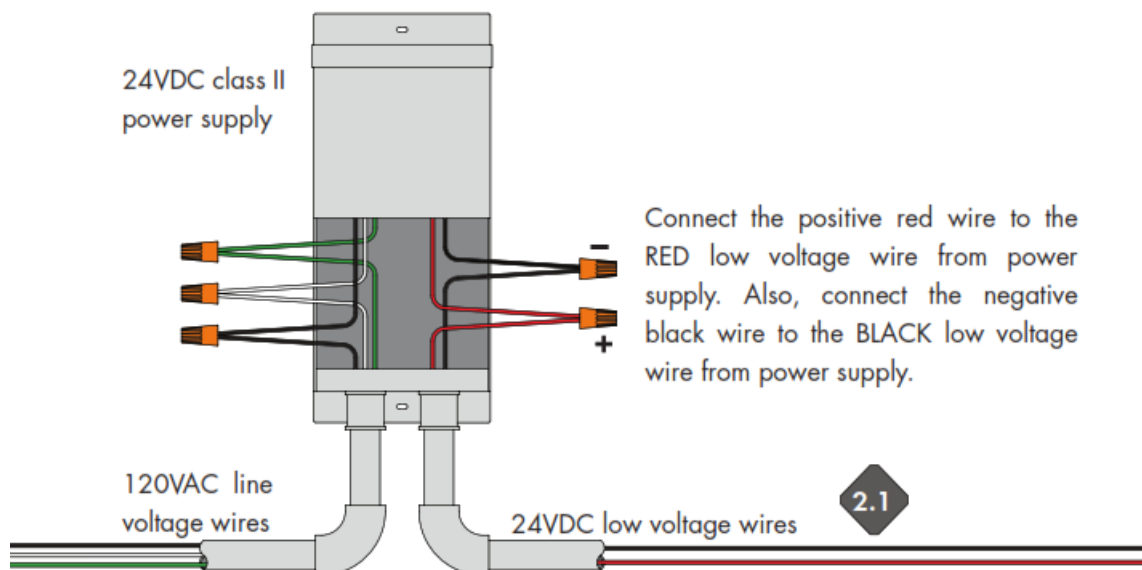 24VDC class II
power supply
–
+
Connect the positive red wire to the
RED low voltage wire from power
supply. Also, connect the negative
black wire to the BLACK low voltage
wire from power supply.
120VAC line
voltage wires
24VDC low voltage wires
2.1